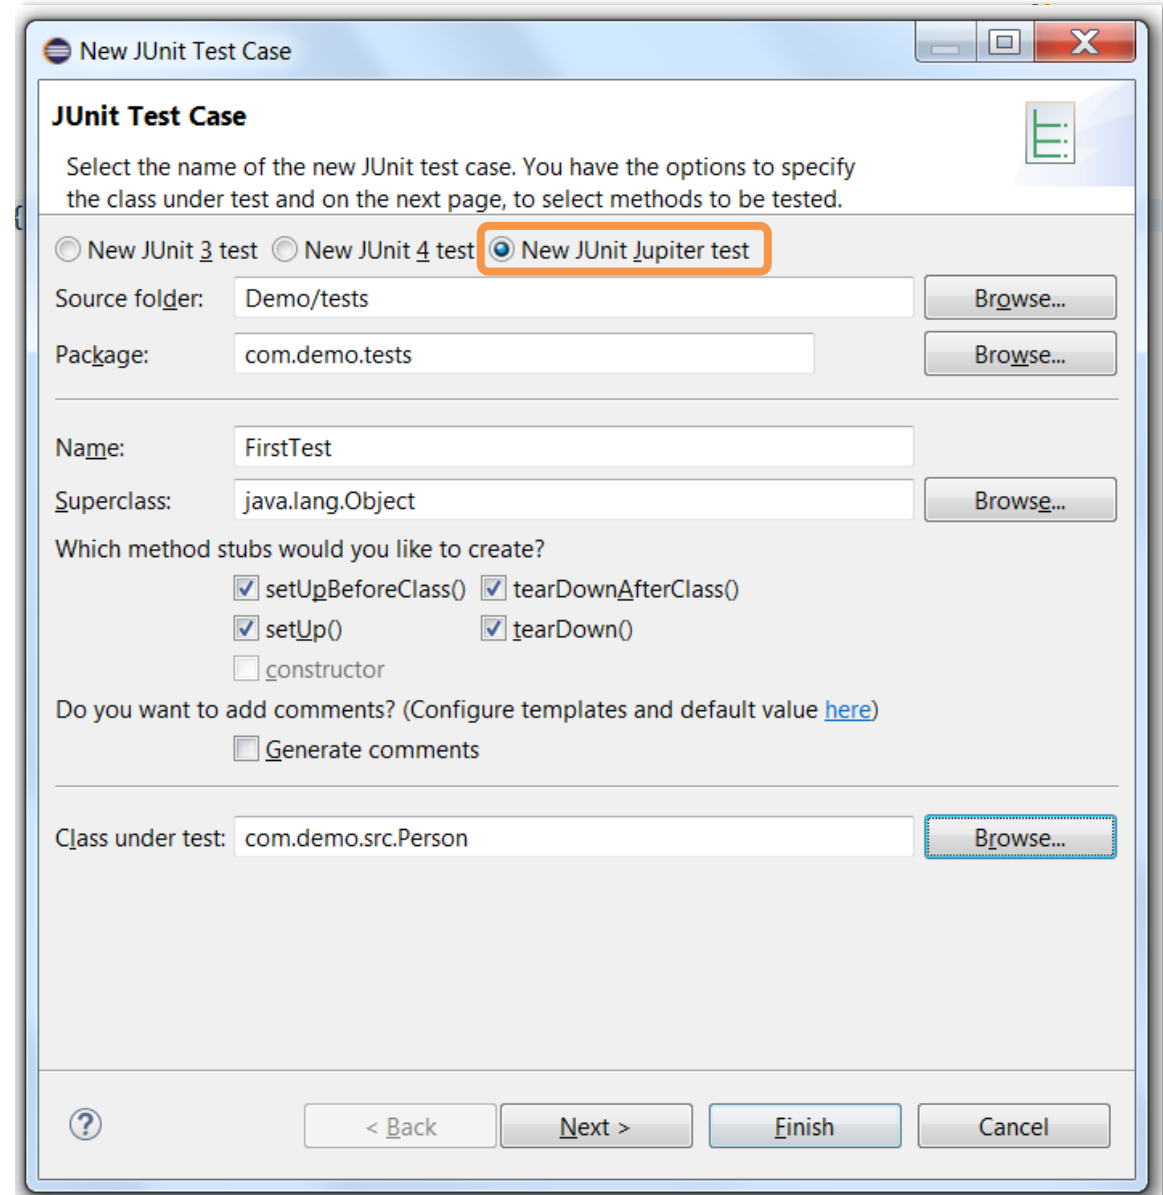 New JUnit Test Case
JUnit Test Case
Select the name of the new JUnit test case. You have the options to specify
the class under test and on the next page, to select methods to be tested.
{
New JUnit 3 test New JUnit 4 test New JUnit Jupiter test
Source folder: Demo/tests Browse...
Package: com.demo.tests Browse...
Name: FirstTest
Superclass: java.lang.Object Browse...
Which method stubs would you like to create?
setUpBeforeClass() tearDownAfterClass()
setUp() tearDown()
constructor
Do you want to add comments? (Configure templates and default value here)
Generate comments
Class under test: com.demo.src.Person Browse...
? < Back Next > Finish Cancel